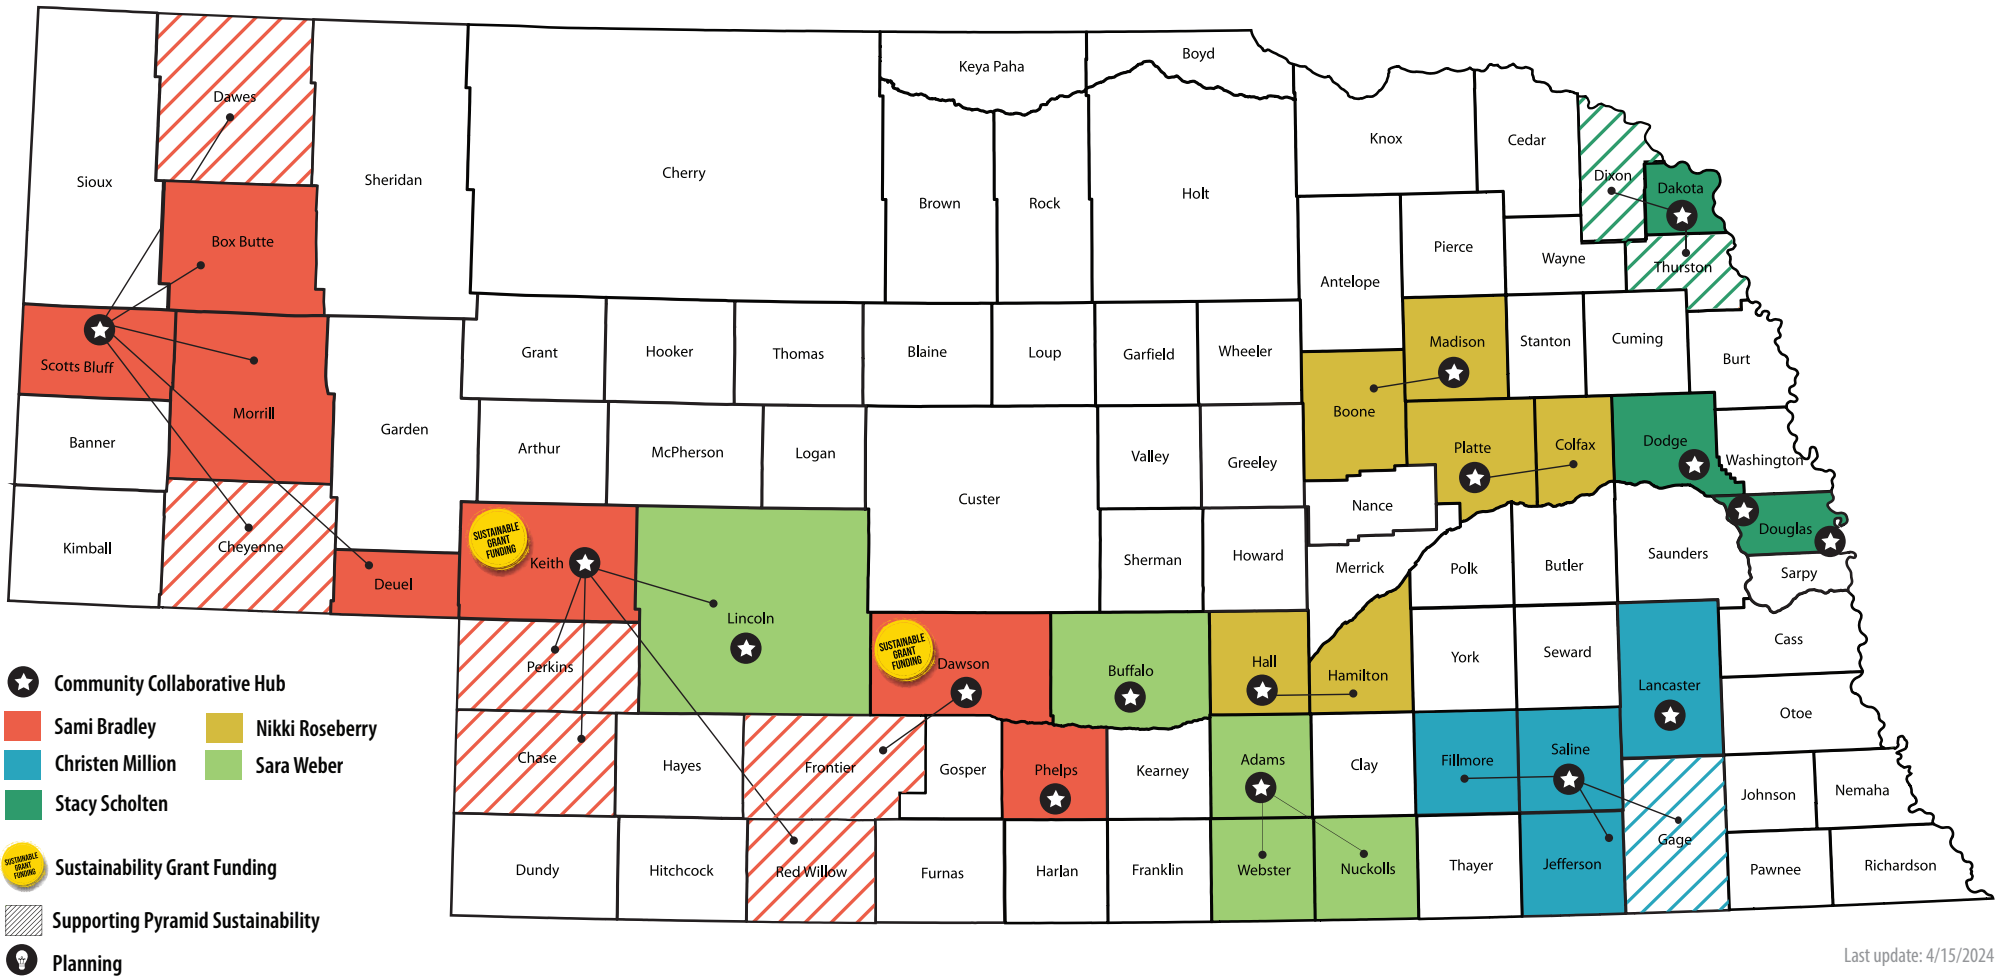 Dawes
Sioux
Sheridan
Cherry
Keya Paha
Boyd
Brown
Rock
Holt
Knox
Cedar
Dixon
Dakota
Thurston
Pierce
Wayne
Antelope
Box Butte
Scotts Bluff
Morrill
Banner
Kimball
Cheyenne
Garden
Deuel
Grant
Hooker
Thomas
Blaine
Loup
Garfield
Wheeler
Madison
Stanton
Cuming
Burt
Boone
Arthur
McPherson
Logan
Custer
Valley
Greeley
Platte
Colfax
Dodge
Washington
Nance
Douglas
SUSTAINABLE
GRANT
FUNDING
Keith
Lincoln
Sherman
Howard
Merrick
Polk
Butler
Saunders
Sarpy
Perkins
SUSTAINABLE
GRANT
FUNDING
Dawson
Buffalo
Hall
Hamilton
York
Seward
Lancaster
Cass
Otoe
Chase
Hayes
Frontier
Gosper
Phelps
Kearney
Adams
Clay
Fillmore
Saline
Gage
Johnson
Nemaha
Dundy
Hitchcock
Red Willow
Furnas
Harlan
Franklin
Webster
Nuckolls
Thayer
Jefferson
Pawnee
Richardson
Community Collaborative Hub
Sami Bradley
Nikki Roseberry
Christen Million
Sara Weber
Stacy Scholten
SUSTAINABLE
GRANT
FUNDING
Sustainability Grant Funding
Supporting Pyramid Sustainability
Planning
Last update: 4/15/2024